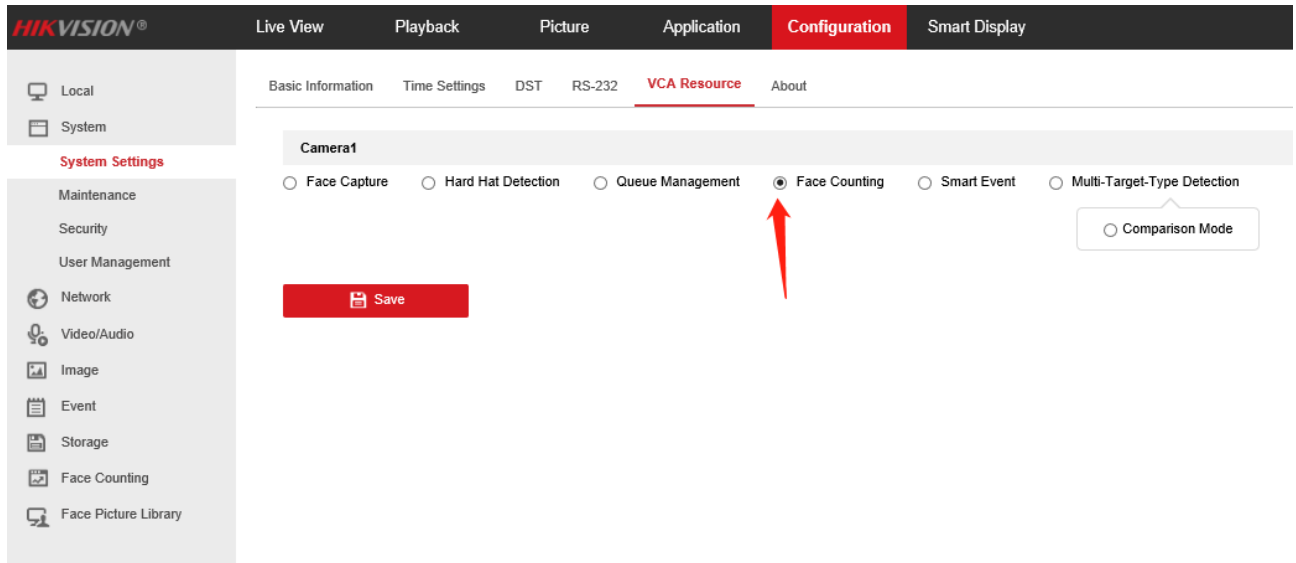 HIKVISION® Live View Playback Picture Application Configuration Smart Display
Local
System
System Settings
Maintenance
Security
User Management
Network
Video/Audio
Image
Event
Storage
Face Counting
Face Picture Library
Basic Information Time Settings DST RS-232 VCA Resource About
Camera1
Face Capture Hard Hat Detection Queue Management Face Counting Smart Event Multi-Target-Type Detection
Comparison Mode
Save